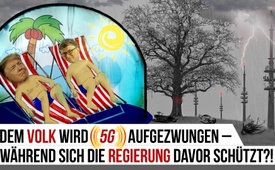 DEM VOLK WIRD 5G AUFGEZWUNGEN –
WÄHREND SICH DIE REGIERUNG DAVOR SCHÜTZT?!